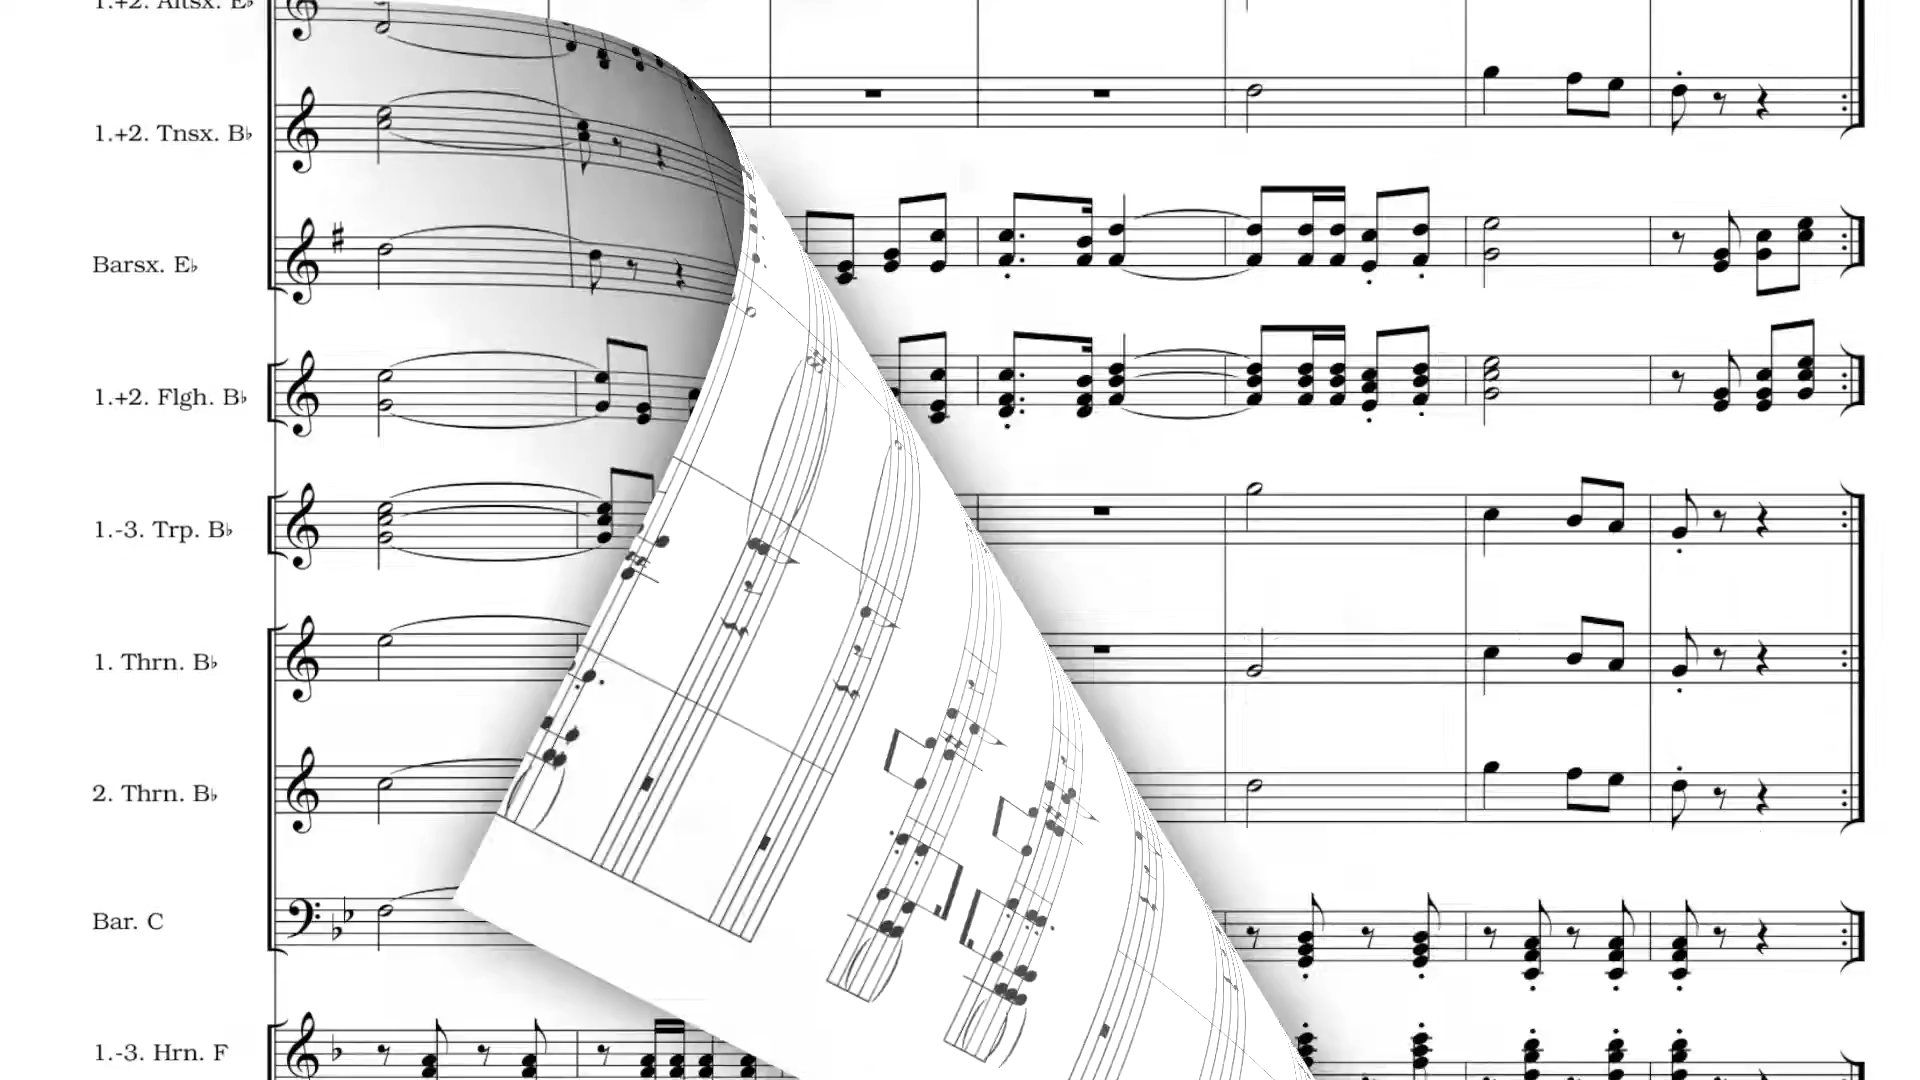 1.+2. Altsx. E♭
1.+2. Tnsx. B♭
Barsx. E♭
1.+2. Flgh. B♭
1.-3. Trp. B♭
1. Thrn. B♭
2. Thrn. B♭
Bar. C
1.-3. Hrn. F